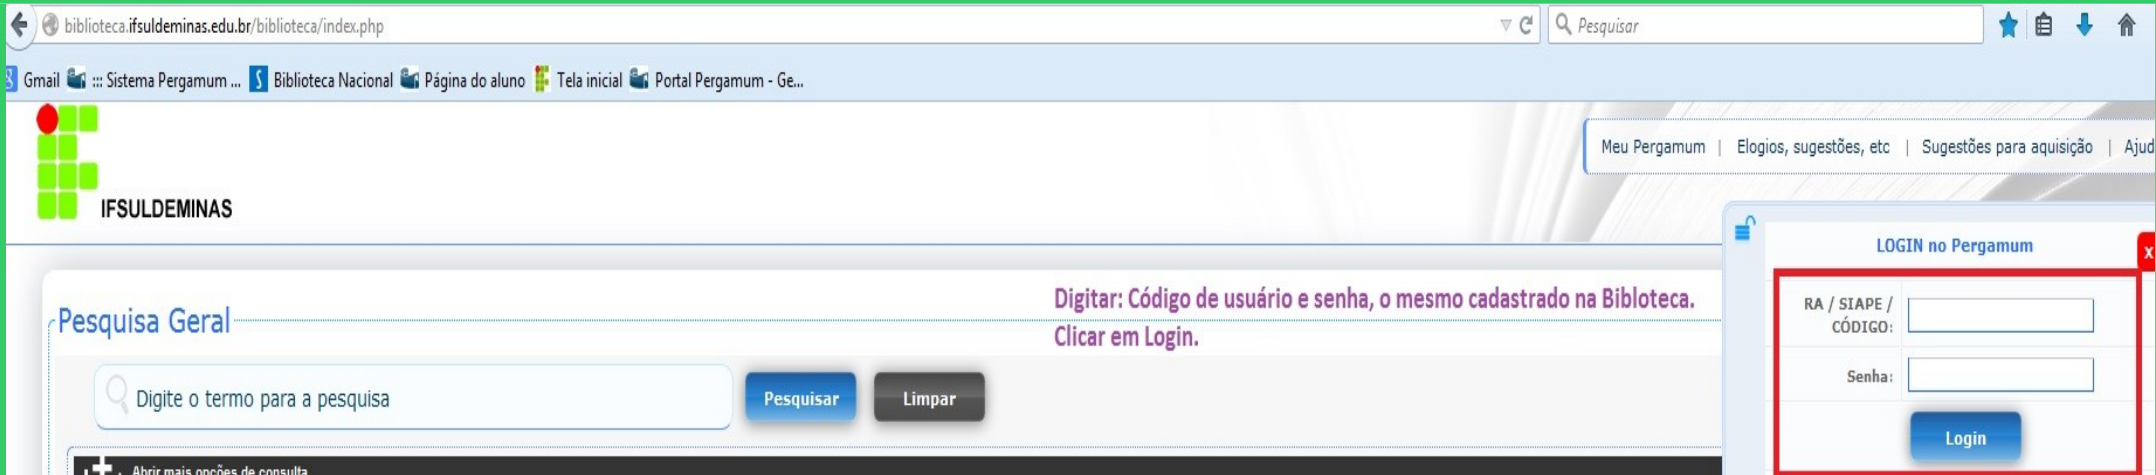 biblioteca.ifsuldeminas.edu.br/biblioteca/index.php
Pesquisar
Gmail ::: Sistema Pergamum ... Biblioteca Nacional Página do aluno Tela inicial Portal Pergamum - Ge...
IFSULDEMINAS
Meu Pergamum | Elogios, sugestões, etc | Sugestões para aquisição | Ajud
LOGIN no Pergamum
X
Pesquisa Geral
Digitar: Código de usuário e senha, o mesmo cadastrado na Bibloteca.
Clicar em Login.
RA / SIAPE /
CÓDIGO:
Senha:
Login
Digite o termo para a pesquisa
Pesquisar
Limpar
Abrir mais opções de consulta